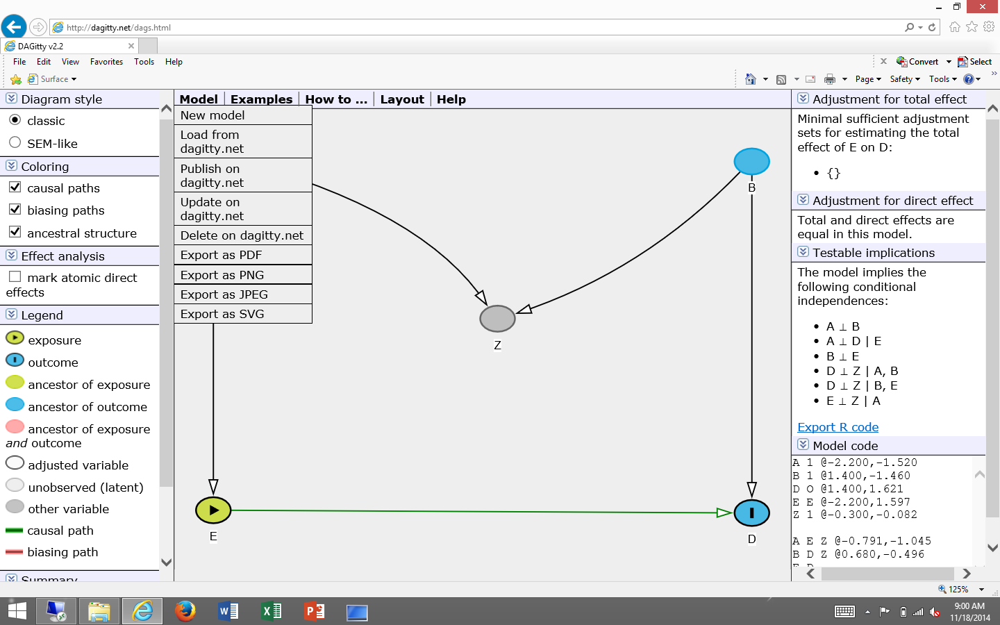 http://dagitty.net/dags.html
DAGitty v2.2
File Edit View Favorites Tools Help
Convert Select
Surface
Page Safety Tools
Diagram style
classic
SEM-like
Coloring
causal paths
biasing paths
ancestral structure
Effect analysis
mark atomic direct
effects
Legend
exposure
outcome
ancestor of exposure
ancestor of outcome
ancestor of exposure
and outcome
adjusted variable
unobserved (latent)
other variable
causal path
biasing path
Summary
Model Examples How to ... Layout Help
New model
Load from
dagitty.net
Publish on
dagitty.net
Update on
dagitty.net
Delete on dagitty.net
Export as PDF
Export as PNG
Export as JPEG
Export as SVG
B
Z
E
D
Adjustment for total effect
Minimal sufficient adjustment
sets for estimating the total
effect of E on D:
• {}
Adjustment for direct effect
Total and direct effects are
equal in this model.
Testable implications
The model implies the
following conditional
independences:
• A ⊥ B
• A ⊥ D | E
• B ⊥ E
• D ⊥ Z | A, B
• D ⊥ Z | B, E
• E ⊥ Z | A
Export R code
Model code
A 1 @-2.200,-1.520
B 1 @1.400,-1.460
D O @1.400,1.621
E E @-2.200,1.597
Z 1 @-0.300,-0.082
A E Z @-0.791,-1.045
B D Z @0.680,-0.496
E D
125%
9:00 AM
11/18/2014